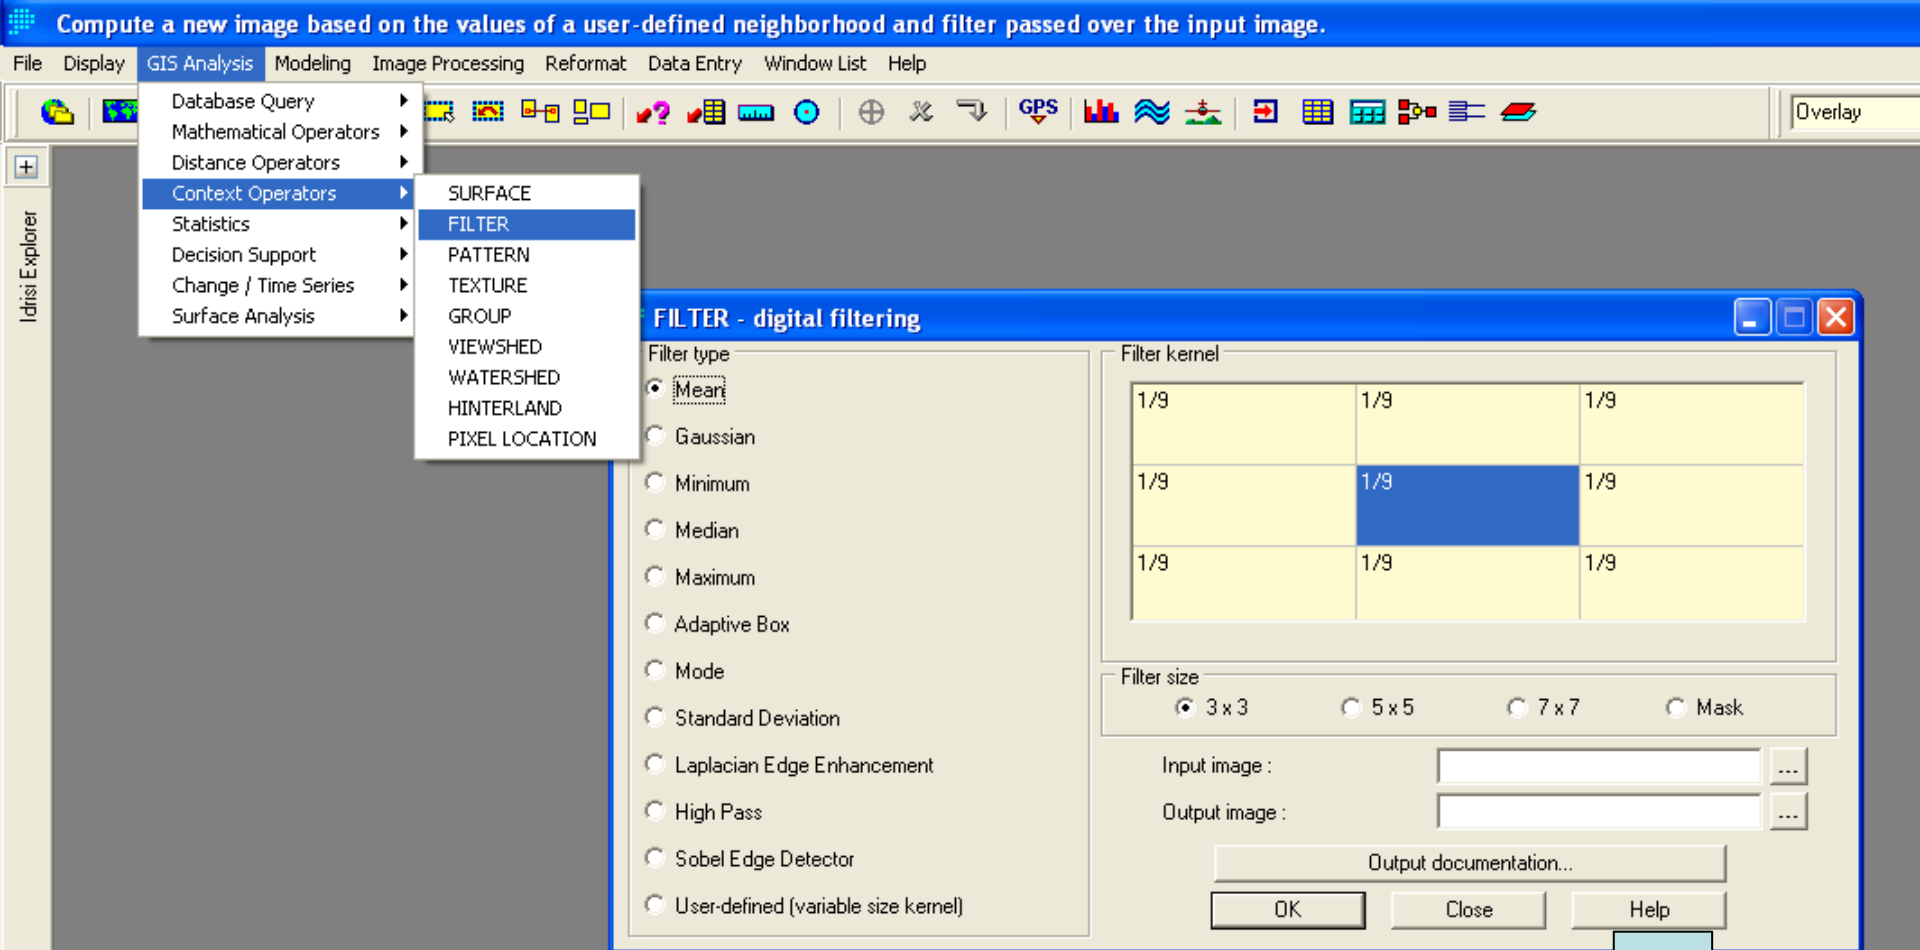 Compute a new image based on the values of a user-defined neighborhood and filter passed over the input image.
File Display GIS Analysis Modeling Image Processing Reformat Data Entry Window List Help
GPS
Overlay
Idrisi Explorer
Database Query
Mathematical Operators
Distance Operators
Context Operators
Statistics
Decision Support
Change / Time Series
Surface Analysis
SURFACE
FILTER
PATTERN
TEXTURE
GROUP
VIEWSHED
WATERSHED
HINTERLAND
PIXEL LOCATION
FILTER - digital filtering
Filter type
Mean
Gaussian
Minimum
Median
Maximum
Adaptive Box
Mode
Standard Deviation
Laplacian Edge Enhancement
High Pass
Sobel Edge Detector
User-defined (variable size kernel)
Filter kernel
1/9 1/9 1/9
1/9 1/9 1/9
1/9 1/9 1/9
Filter size
3 x 3 5 x 5 7 x 7 Mask
Input image : ...
Output image : ...
Output documentation...
OK Close Help